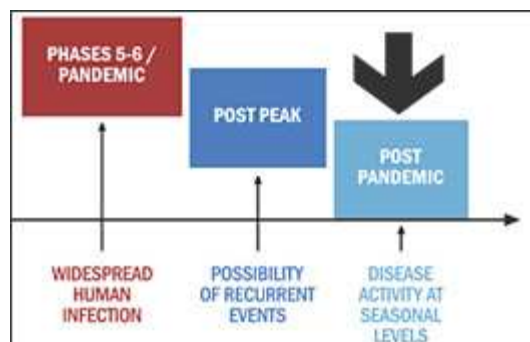 PHASES 5-6 /
PANDEMIC
POST PEAK
POST
PANDEMIC
WIDESPREAD
HUMAN
INFECTION
POSSIBILITY
OF RECURRENT
EVENTS
DISEASE
ACTIVITY AT
SEASONAL
LEVELS